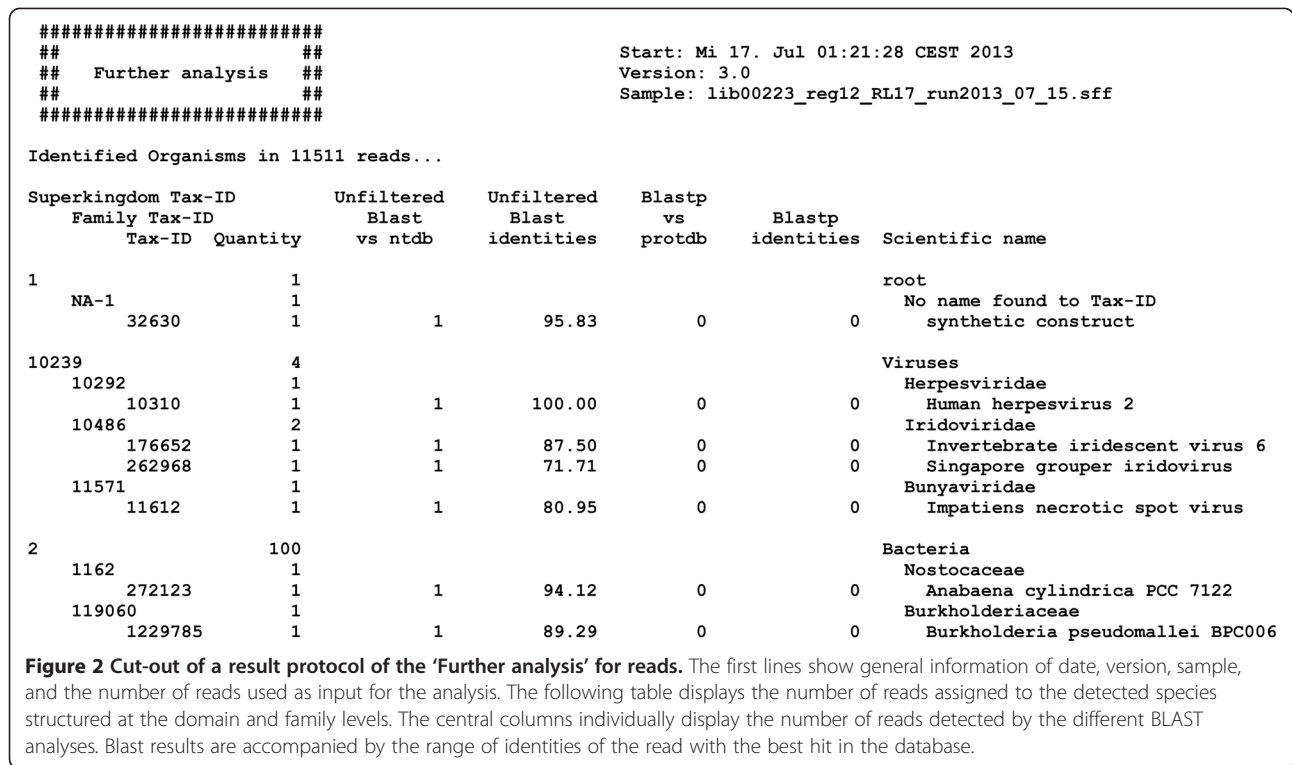 ##########################
## ## Start: Mi 17. Jul 01:21:28 CEST 2013
## Further analysis ## Version: 3.0
## ## Sample: lib00223_reg12_RL17_run2013_07_15.sff
##########################
Identified Organisms in 11511 reads...
Superkingdom Tax-ID Unfiltered Unfiltered Blastp
Family Tax-ID Blast Blast vs Blastp
Tax-ID Quantity vs ntdb identities protdb identities Scientific name
1 1 root
NA-1 1 No name found to Tax-ID
32630 1 1 95.83 0 0 synthetic construct
10239 4 Viruses
10292 1 Herpesviridae
10310 1 1 100.00 0 0 Human herpesvirus 2
10486 2 Iridoviridae
176652 1 1 87.50 0 0 Invertebrate iridescent virus 6
262968 1 1 71.71 0 0 Singapore grouper iridovirus
11571 1 Bunyaviridae
11612 1 1 80.95 0 0 Impatiens necrotic spot virus
2 100 Bacteria
1162 1 Nostocaceae
272123 1 1 94.12 0 0 Anabaena cylindrica PCC 7122
119060 1 Burkholderiaceae
1229785 1 1 89.29 0 0 Burkholderia pseudomallei BPC006
Figure 2 Cut-out of a result protocol of the 'Further analysis' for reads. The first lines show general information of date, version, sample,
and the number of reads used as input for the analysis. The following table displays the number of reads assigned to the detected species
structured at the domain and family levels. The central columns individually display the number of reads detected by the different BLAST
analyses. Blast results are accompanied by the range of identities of the read with the best hit in the database.